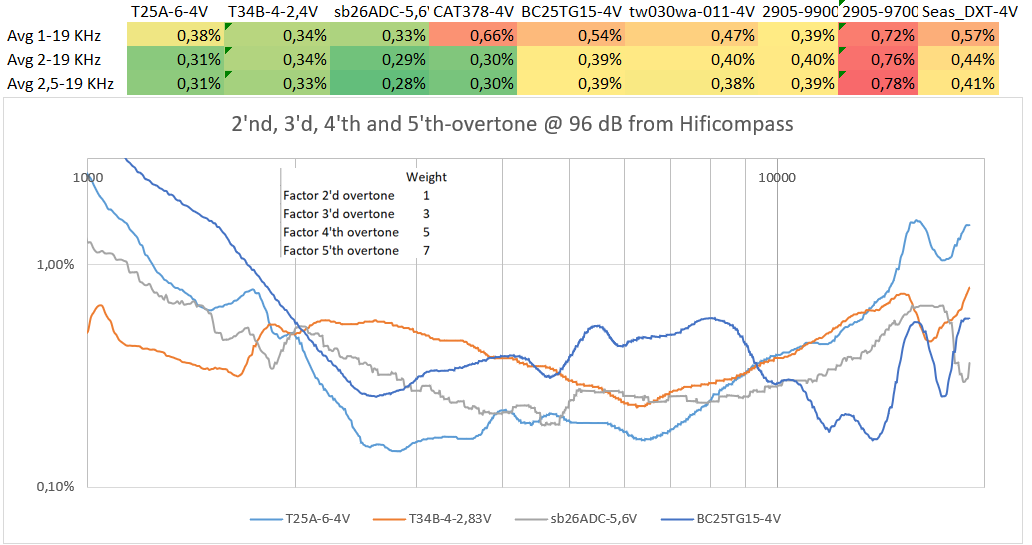 T25A-6-4V T34B-4-2,4V sb26ADC-5,6V CAT378-4V BC25TG15-4V tw030wa-011-4V 2905-9900 2905-9700 Seas_DXT-4V
Avg 1-19 KHz 0,38% 0,34% 0,33% 0,66% 0,54% 0,47% 0,39% 0,72% 0,57%
Avg 2-19 KHz 0,31% 0,34% 0,29% 0,30% 0,39% 0,40% 0,40% 0,76% 0,44%
Avg 2,5-19 KHz 0,31% 0,33% 0,28% 0,30% 0,39% 0,38% 0,39% 0,78% 0,41%
2'nd, 3'd, 4'th and 5'th-overtone @ 96 dB from Hificompass
1000 10000
Weight
Factor 2'd overtone 1
Factor 3'd overtone 3
Factor 4'th overtone 5
Factor 5'th overtone 7
1,00%
0,10%
T25A-6-4V T34B-4-2,83V sb26ADC-5,6V BC25TG15-4V